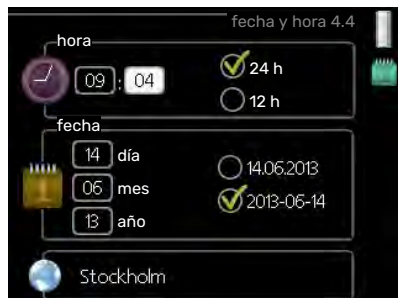 fecha y hora 4.4
hora
09 : 04
24 h
12 h
fecha
14 día
06 mes
13 año
14.06.2013
2013-06-14
Stockholm